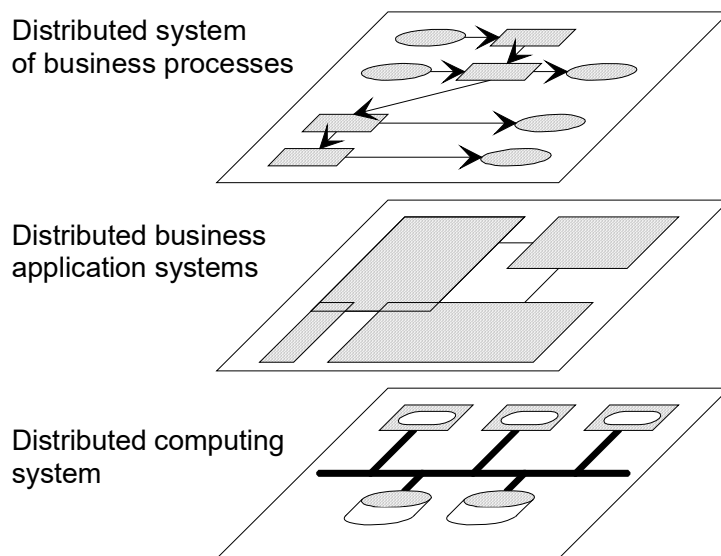 Distributed system
of business processes
Distributed business
application systems
Distributed computing
system